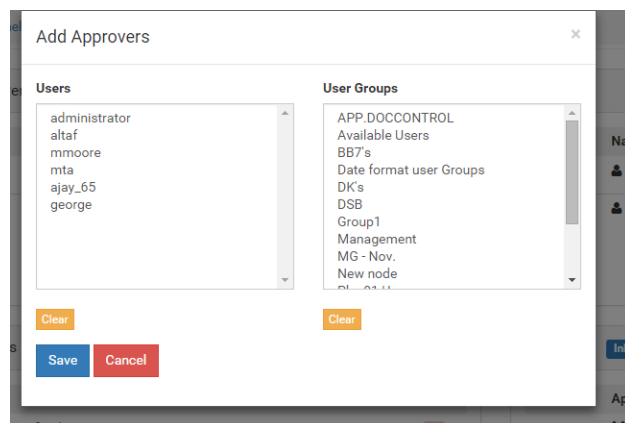 Add Approvers
×
Users
administrator
altaf
mmoore
mta
ajay_65
george
Clear
User Groups
APP.DOCCONTROL
Available Users
BB7's
Date format user Groups
DK's
DSB
Group1
Management
MG - Nov.
New node
Clear
Save
Cancel